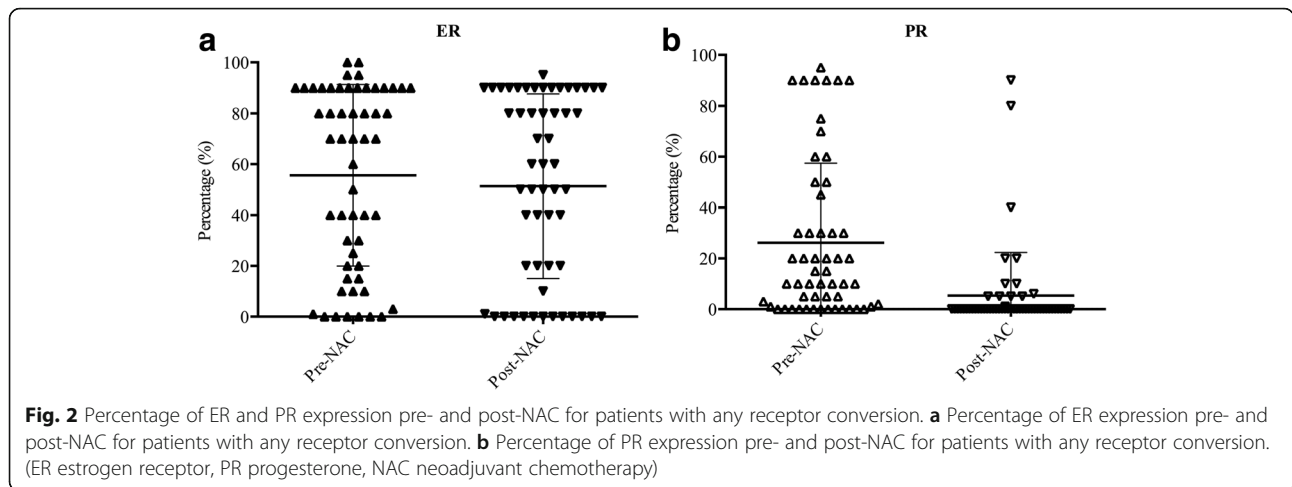 a
ER
Percentage (%)
100
80
60
40
20
0
Pre-NAC
Post-NAC
b
PR
Percentage (%)
100
80
60
40
20
0
Pre-NAC
Post-NAC
Fig. 2 Percentage of ER and PR expression pre- and post-NAC for patients with any receptor conversion. a Percentage of ER expression pre- and
post-NAC for patients with any receptor conversion. b Percentage of PR expression pre- and post-NAC for patients with any receptor conversion.
(ER estrogen receptor, PR progesterone, NAC neoadjuvant chemotherapy)